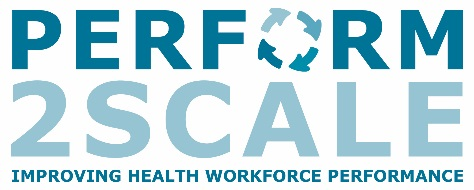 PERFORM
2SCALE
IMPROVING HEALTH WORKFORCE PERFORMANCE